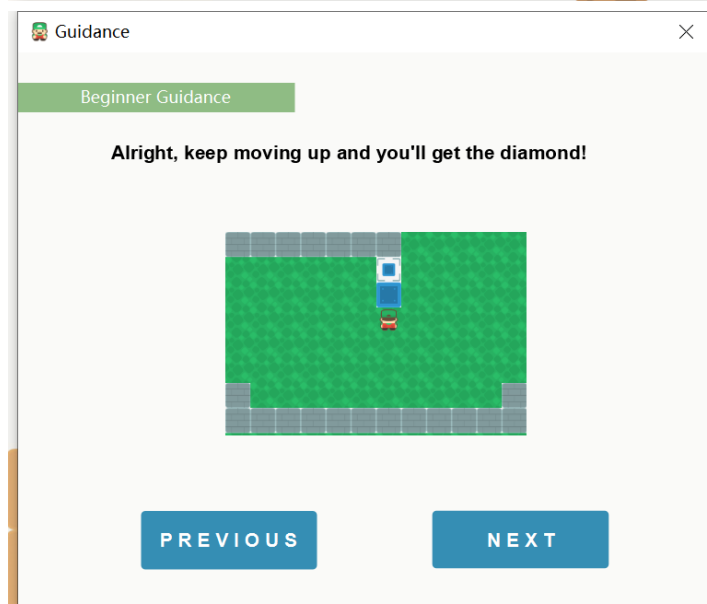 Guidance
Beginner Guidance
Alright, keep moving up and you'll get the diamond!
PREVIOUS
NEXT